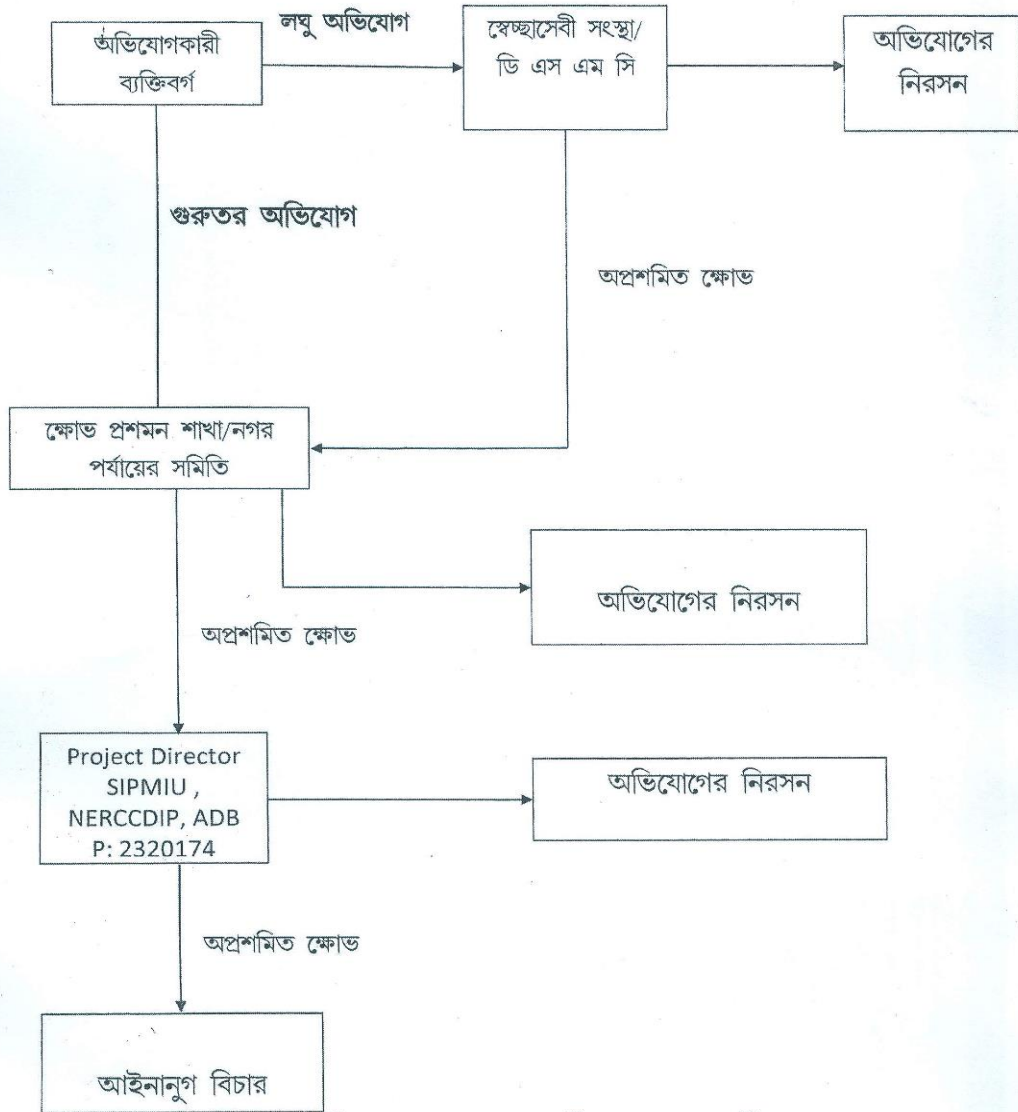 লঘু অভিযোগ
অভিযোগকারী
ব্যক্তিবর্গ
স্বেচ্ছাসেবী সংস্থা/
ডি এস এম সি
অভিযোগের
নিরসন
গুরুতর অভিযোগ
অপ্রশমিত ক্ষোভ
ক্ষোভ প্রশমন শাখা/নগর
পর্যায়ের সমিতি
অভিযোগের নিরসন
অপ্রশমিত ক্ষোভ
Project Director
SIPMIU ,
NERCCDIP, ADB
P: 2320174
অভিযোগের নিরসন
অপ্রশমিত ক্ষোভ
আইনানুগ বিচার